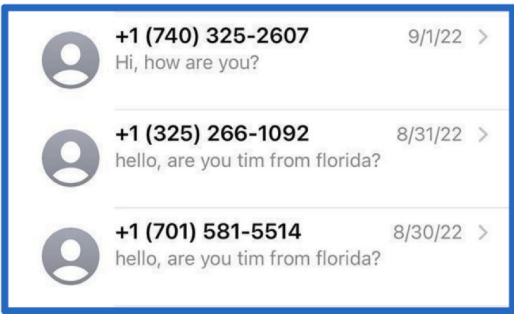 +1 (740) 325-2607 9/1/22 >
Hi, how are you?
+1 (325) 266-1092 8/31/22 >
hello, are you tim from florida?
+1 (701) 581-5514 8/30/22 >
hello, are you tim from florida?